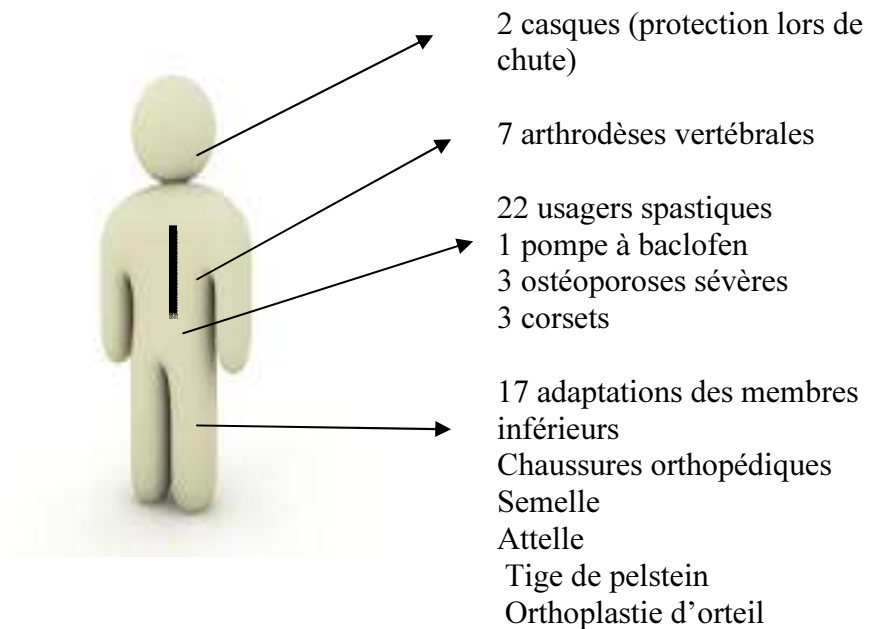 2 casques (protection lors de
chute)
7 arthrodèses vertébrales
22 usagers spastiques
1 pompe à baclofen
3 ostéoporoses sévères
3 corsets
17 adaptations des membres
inférieurs
Chaussures orthopédiques
Semelle
Attelle
Tige de pelstein
Orthoplastie d’orteil